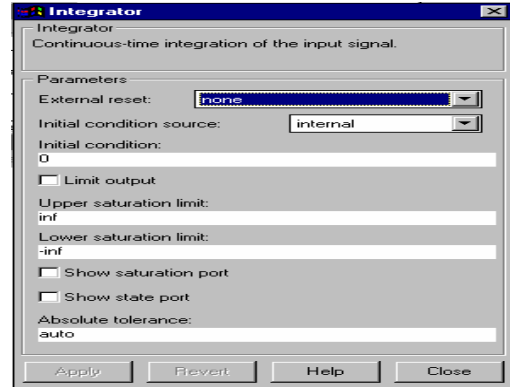 Integrator
Integrator
Continuous-time integration of the input signal.
Parameters
External reset: none
Initial condition source: internal
Initial condition:
0
Limit output
Upper saturation limit:
inf
Lower saturation limit:
-inf
Show saturation port
Show state port
Absolute tolerance:
auto
Apply Revert Help Close